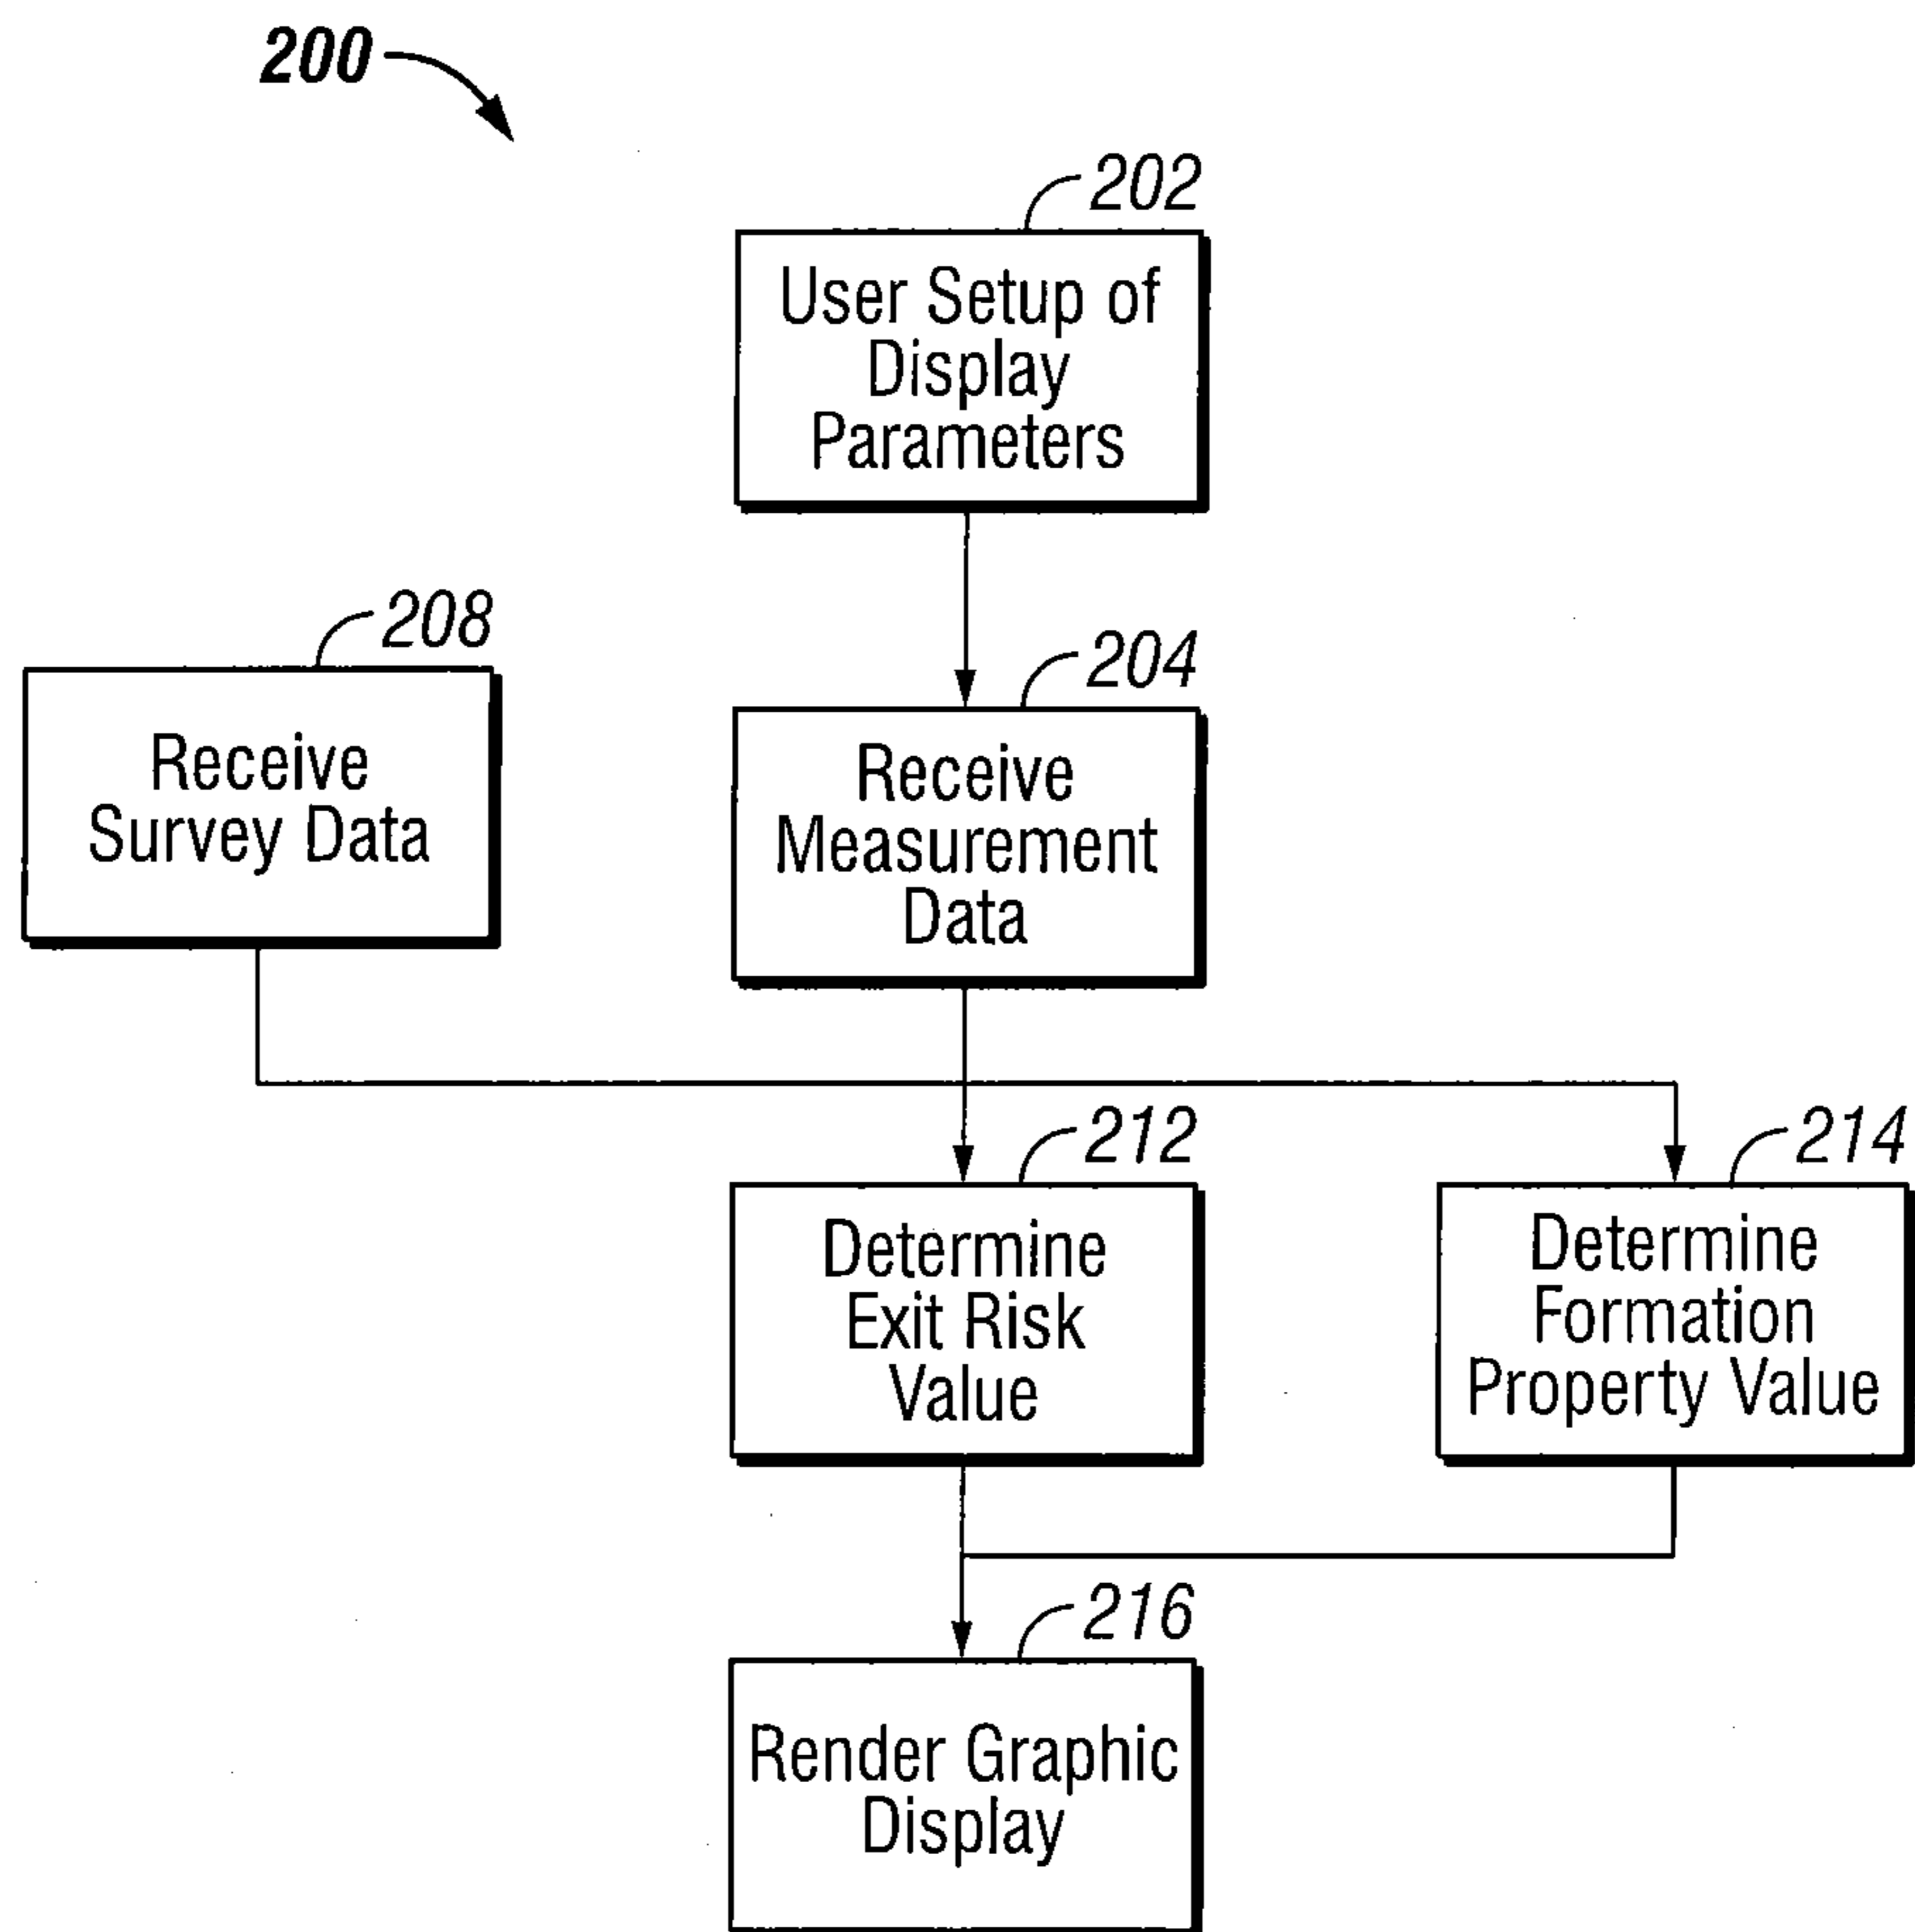 200
202
User Setup of
Display
Parameters
208
Receive
Survey Data
204
Receive
Measurement
Data
212
Determine
Exit Risk
Value
214
Determine
Formation
Property Value
216
Render Graphic
Display